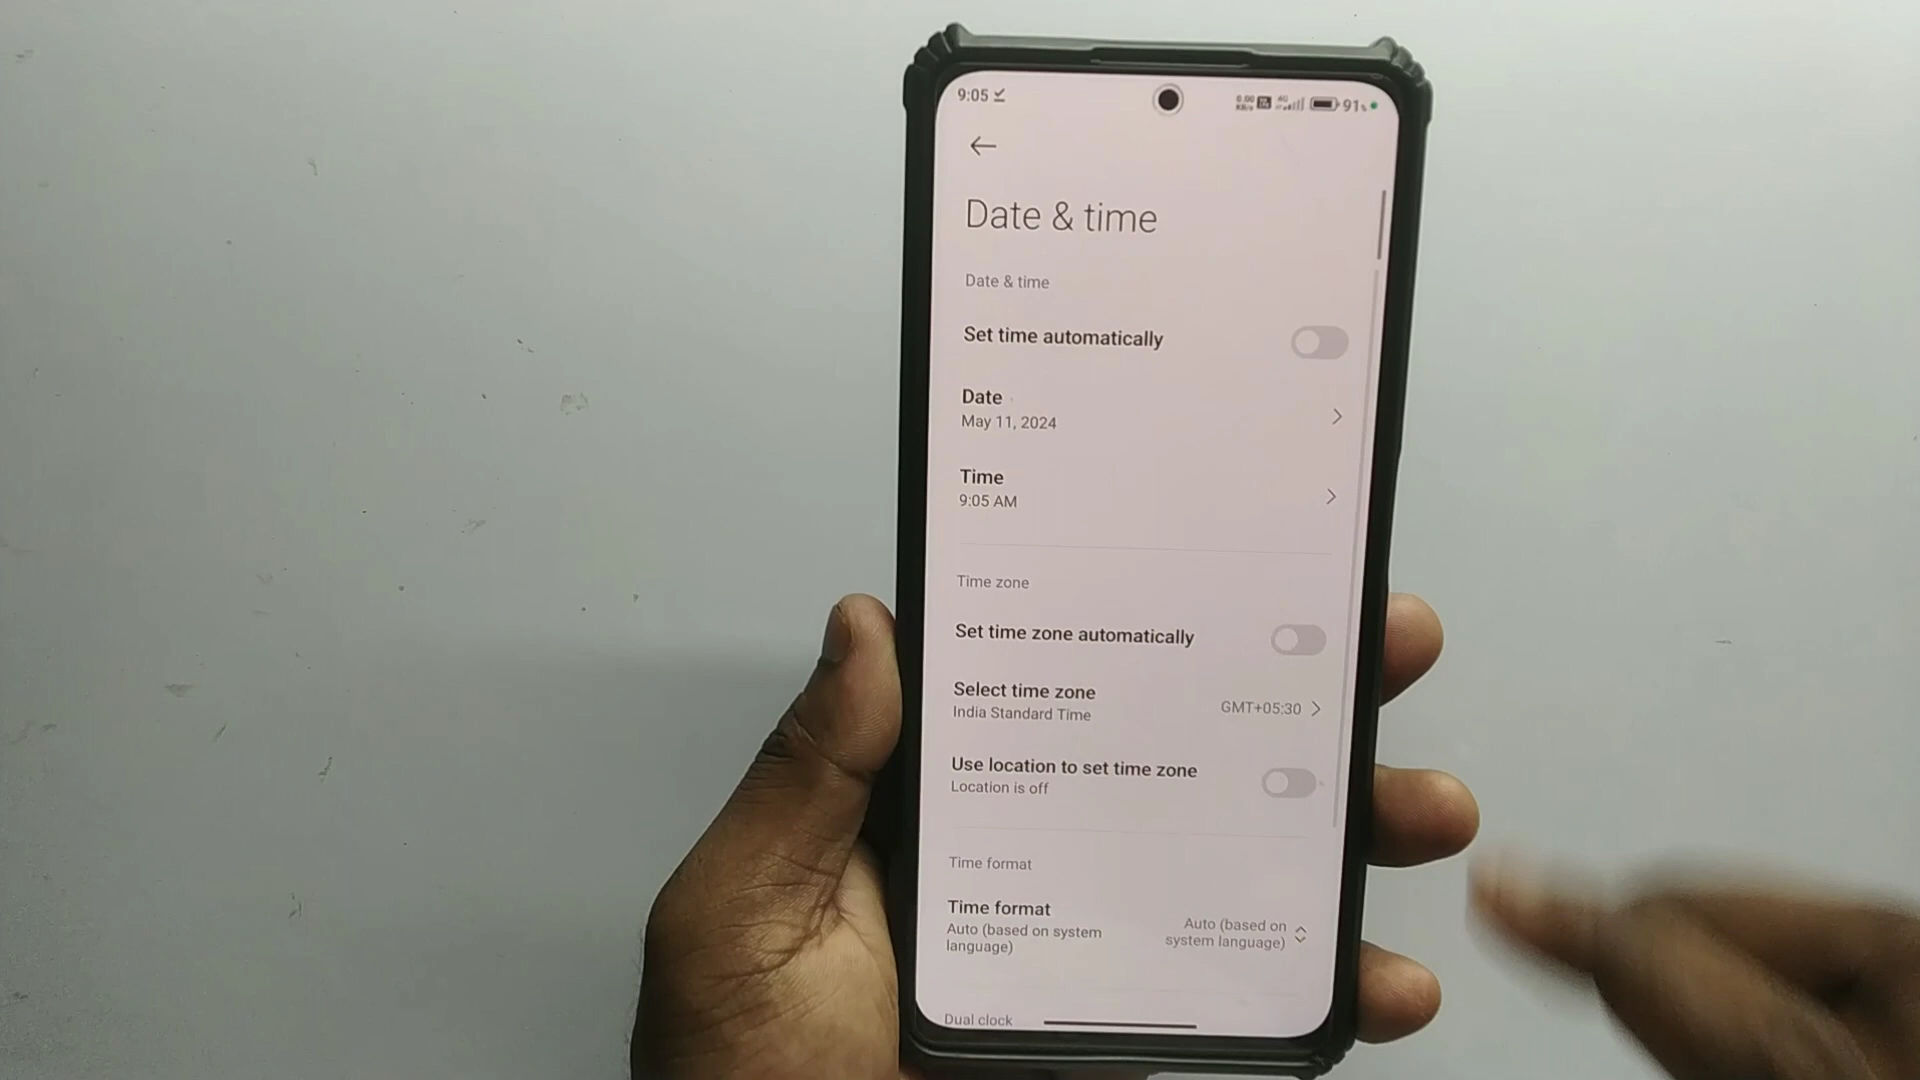 9:05
91%
Date & time
Date & time
Set time automatically
Date
May 11, 2024
Time
9:05 AM
Time zone
Set time zone automatically
Select time zone
India Standard Time
GMT+05:30
Use location to set time zone
Location is off
Time format
Time format
Auto (based on system
language)
Auto (based on
system language)
Dual clock